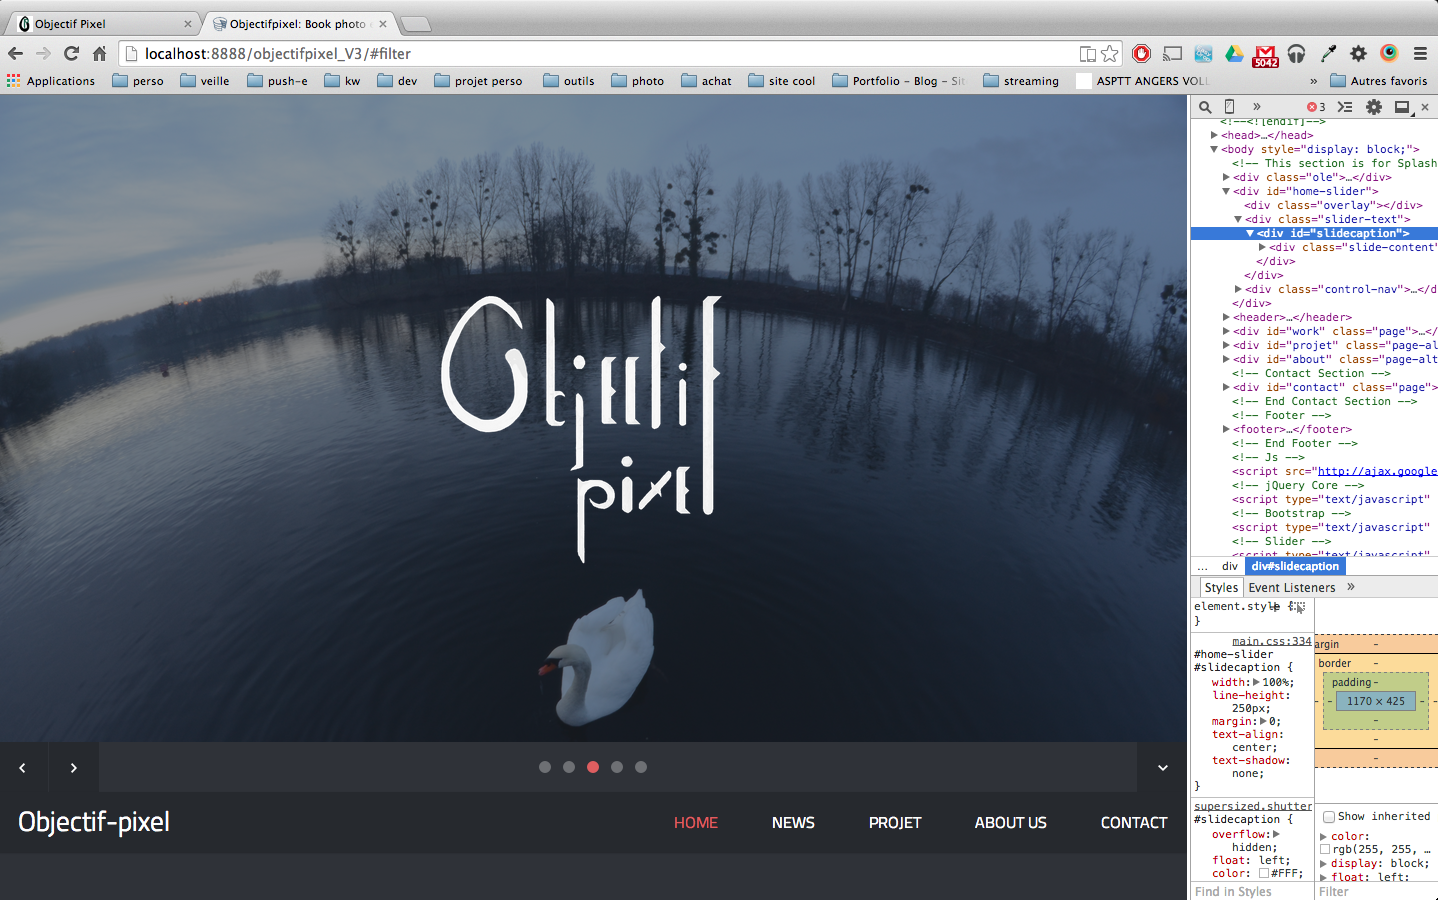 Objectif Pixel
Objectifpixel: Book photo
localhost:8888/objectifpixel_V3/#filter
5042
Applications perso veille push-e kw dev projet perso outils photo achat site cool Portfolio – Blog – Sit streaming ASPTT ANGERS VOLL » Autres favoris
Objectif
pixel
Objectif-pixel
HOME NEWS PROJET ABOUT US CONTACT
» 3
<!--<![endif]-->
<head>…</head>
<body style="display: block;">
<!-- This section is for Splash
<div class="ole">…</div>
<div id="home-slider">
<div class="overlay"></div>
<div class="slider-text">
<div id="slidecaption">
<div class="slide-content"
</div>
</div>
<div class="control-nav">…</d
</div>
<header>…</header>
<div id="work" class="page">…</
<div id="projet" class="page-al
<div id="about" class="page-alt
<!-- Contact Section -->
<div id="contact" class="page">
<!-- End Contact Section -->
<!-- Footer -->
<footer>…</footer>
<!-- End Footer -->
<!-- Js -->
<script src="http://ajax.google
<!-- jQuery Core -->
<script type="text/javascript"
<!-- Bootstrap -->
<script type="text/javascript"
<!-- Slider -->
<script type="text/javascript"
... div div#slidecaption
Styles Event Listeners »
element.style {
}
main.css:334
#home-slider
#slidecaption {
width: 100%;
line-height:
250px;
margin: 0;
text-align:
center;
text-shadow:
none;
}
supersized.shutter
#slidecaption {
overflow:
hidden;
float: left;
color: #FFF;
Find in Styles
argin –
border –
padding –
– – 1170 × 425 – –
–
–
–
Show inherited
color:
rgb(255, 255, …
display: block;
float: left;
Filter